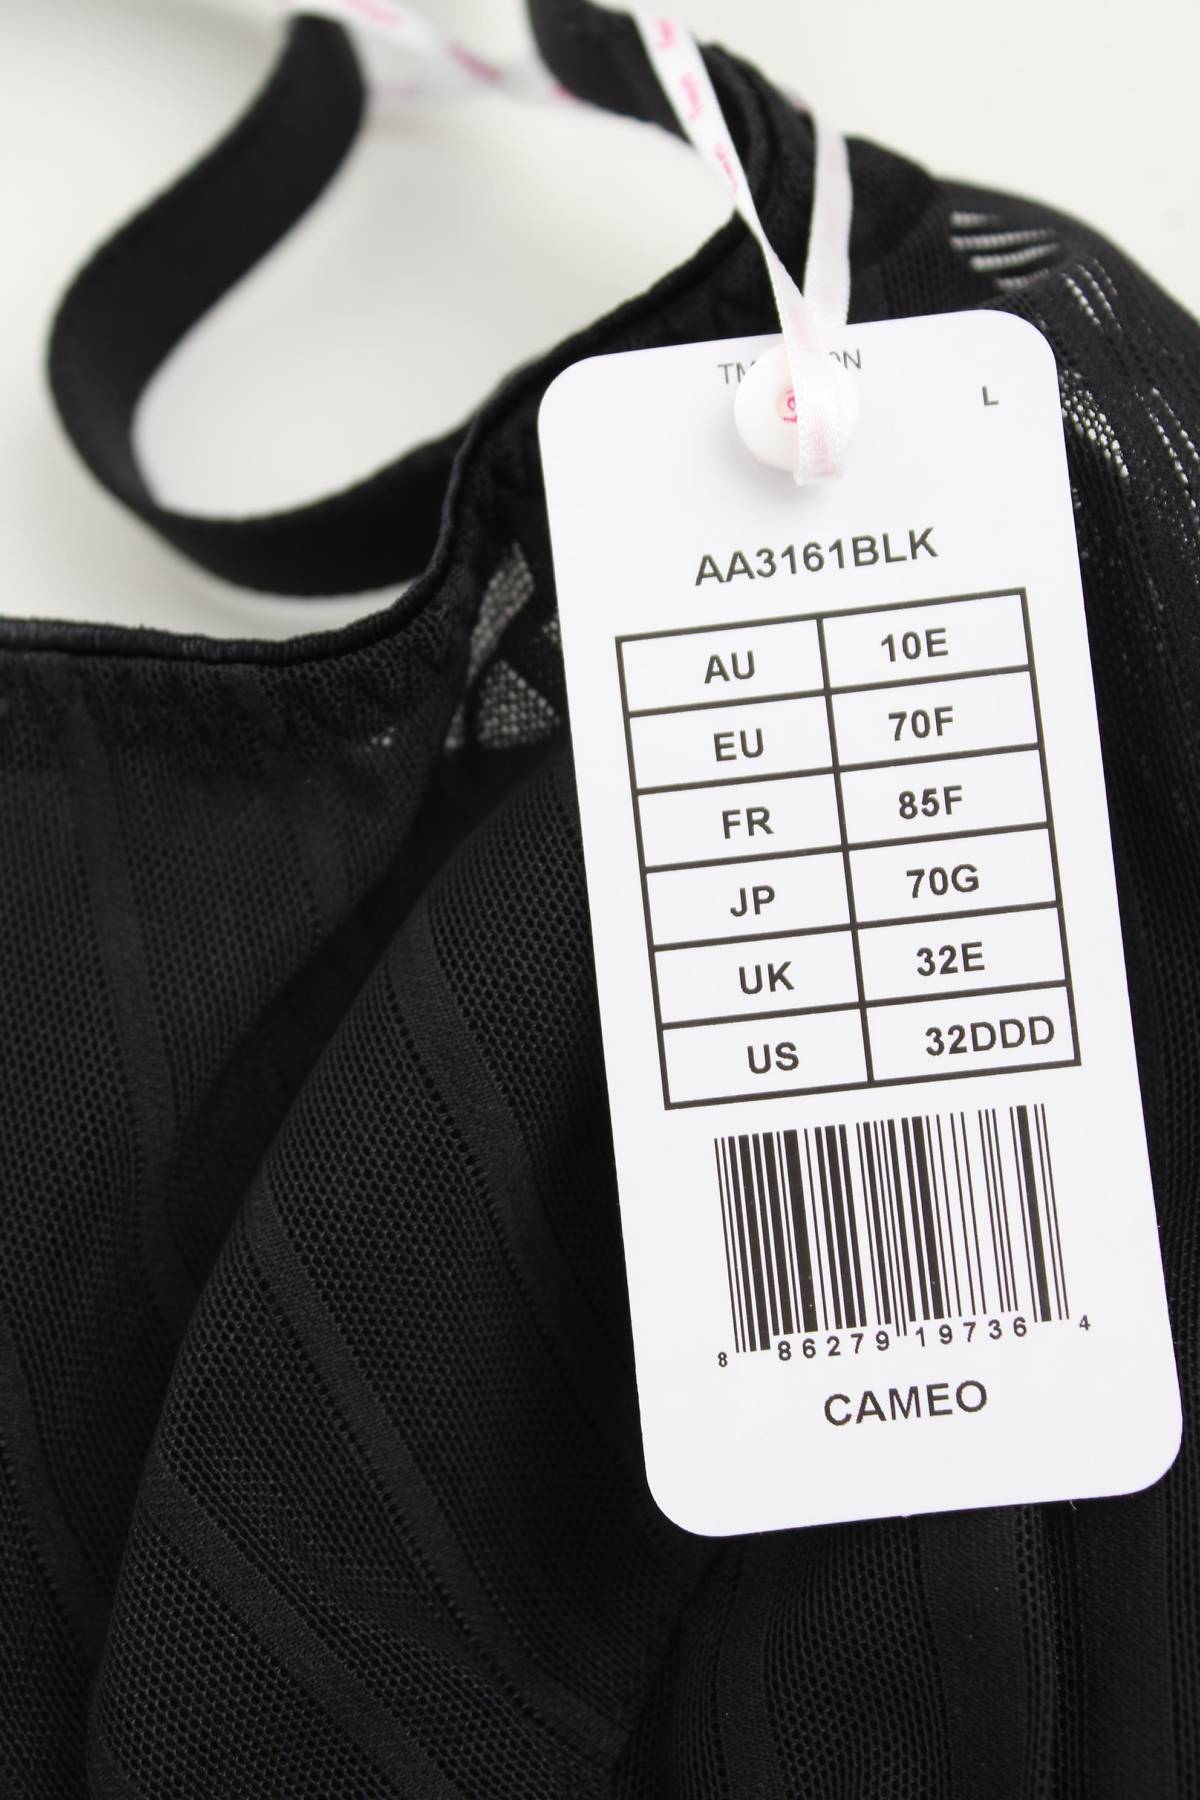 L
AA3161BLK
AU 10E
EU 70F
FR 85F
JP 70G
UK 32E
US 32DDD
8 86279 19736 4
CAMEO